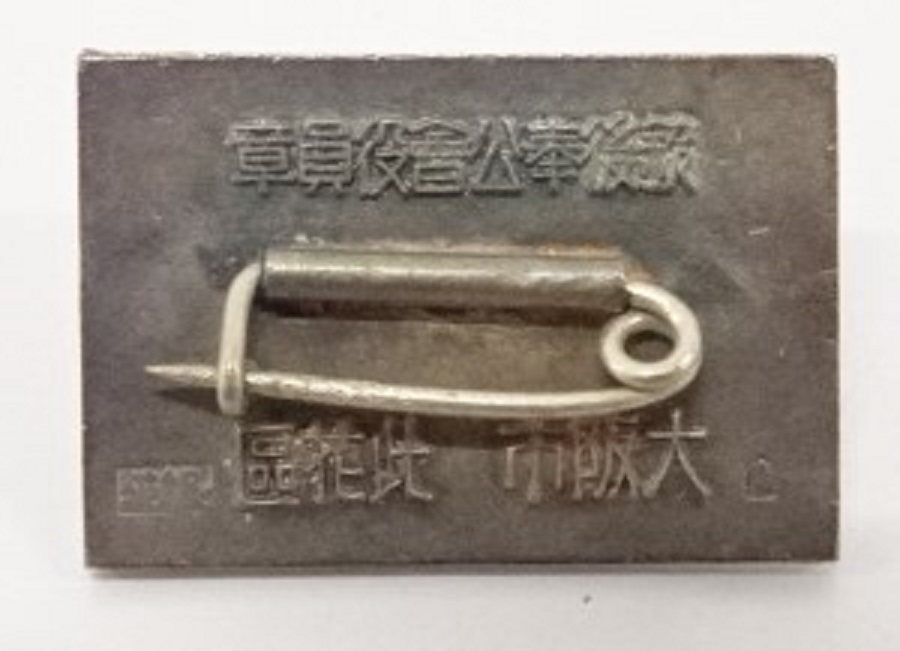 銃後奉公會役員章
大阪市 此花區